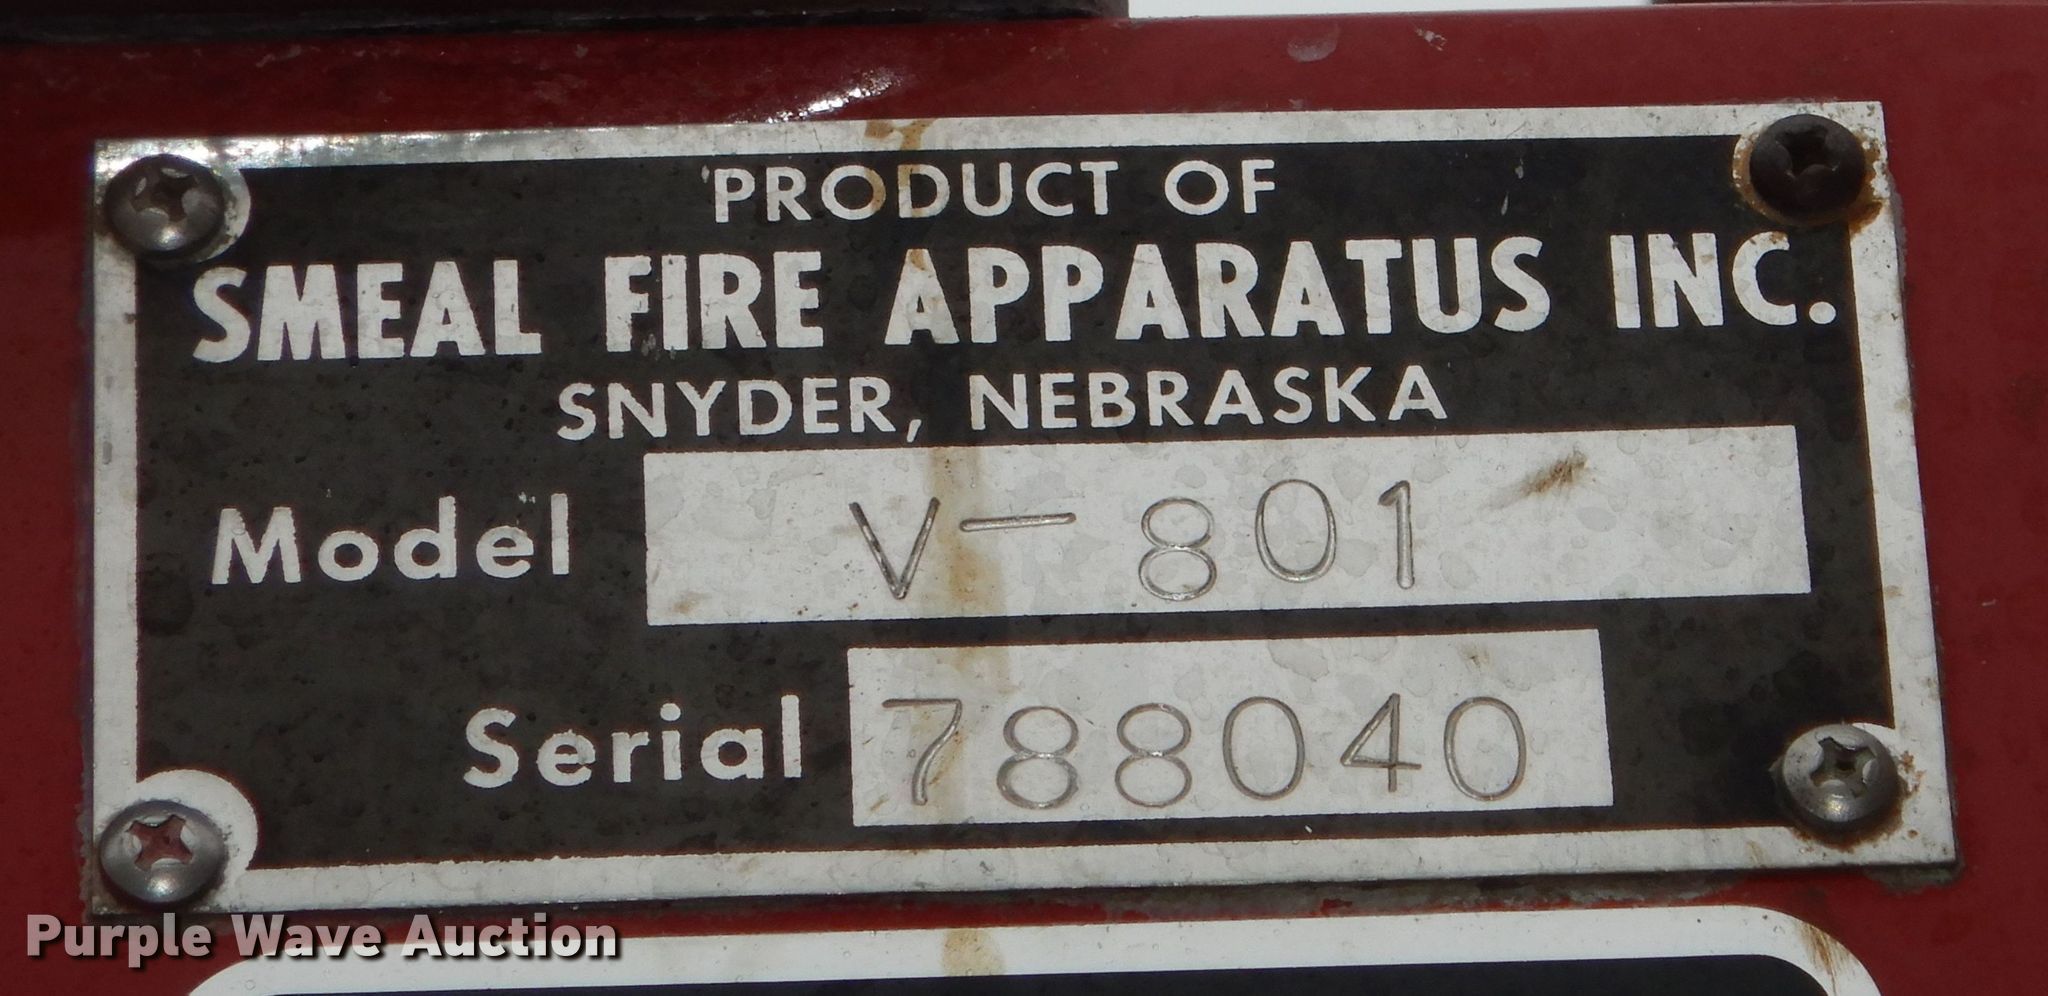 PRODUCT OF
SMEAL FIRE APPARATUS INC.
SNYDER, NEBRASKA
Model V-801
Serial 788040
Purple Wave Auction